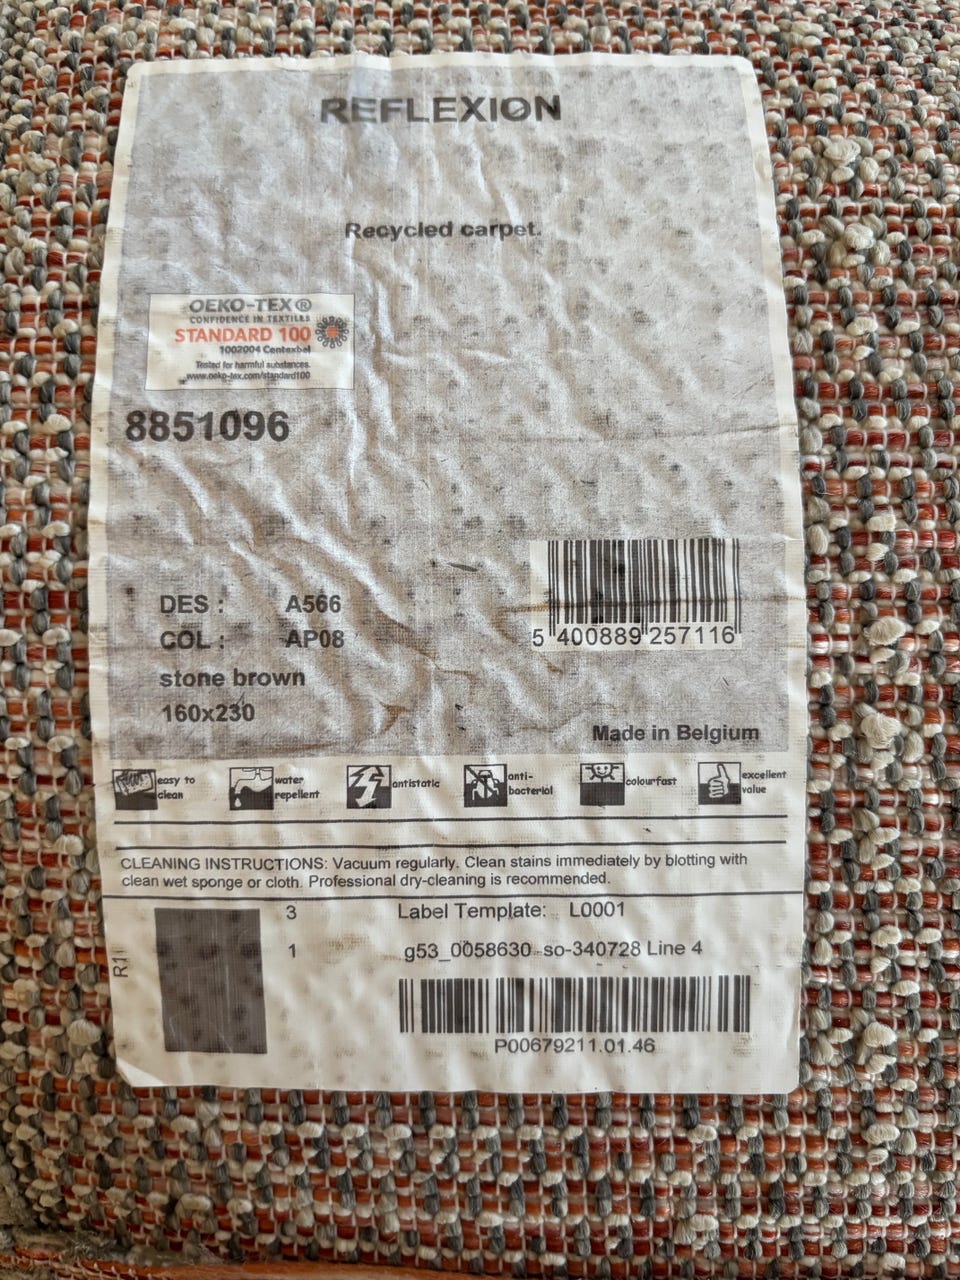 REFLEXION
Recycled carpet.
OEKO-TEX®
CONFIDENCE IN TEXTILES
STANDARD 100
1002004 Centexbel
Tested for harmful substances.
www.oeko-tex.com/standard100
8851096
5 400889 257116
DES : A566
COL : AP08
stone brown
160x230
Made in Belgium
easy to clean
water repellent
antistatic
anti-bacterial
colourfast
excellent value
CLEANING INSTRUCTIONS: Vacuum regularly. Clean stains immediately by blotting with
clean wet sponge or cloth. Professional dry-cleaning is recommended.
3 Label Template: L0001
1 g53_0058630 so-340728 Line 4
P00679211.01.46